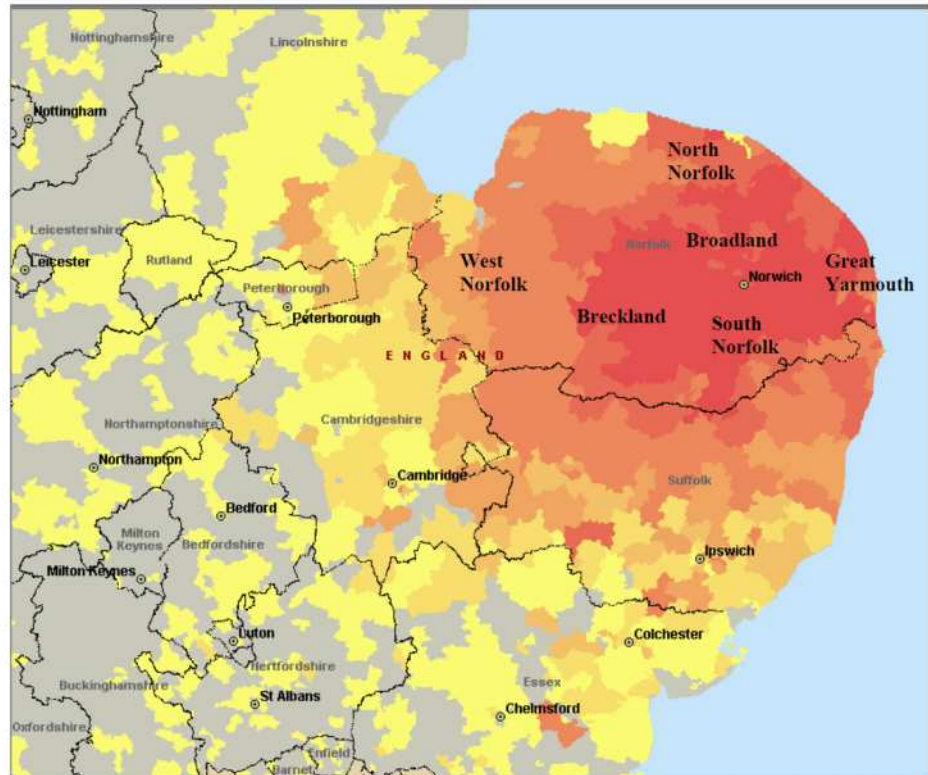 Nottinghamshire
Lincolnshire
Nottingham
North
Norfolk
Leicestershire
Norfolk
Broadland
Leicester
Rutland
West
Norfolk
Great
Yarmouth
Norwich
Peterborough
Peterborough
Breckland
South
Norfolk
ENGLAND
Cambridgeshire
Northamptonshire
Northampton
Cambridge
Suffolk
Bedford
Milton
Keynes
Bedfordshire
Ipswich
Milton Keynes
Luton
Colchester
Hertfordshire
Buckinghamshire
Essex
St Albans
Chelmsford
Oxfordshire
Enfield
Barnet